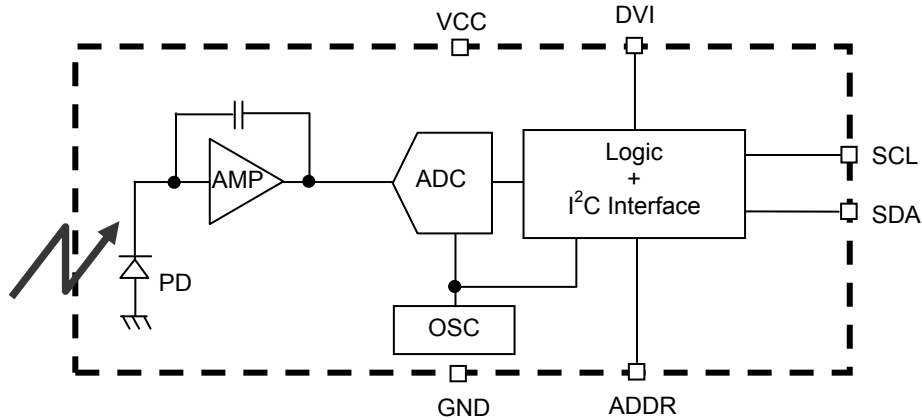 VCC
DVI
AMP
ADC
Logic
+
I²C Interface
SCL
SDA
PD
OSC
GND
ADDR